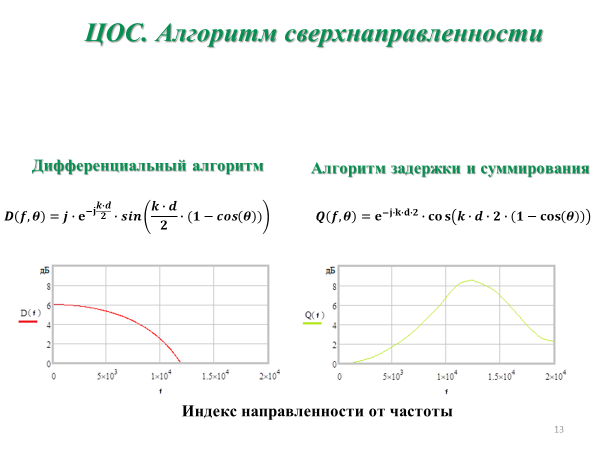 ЦОС. Алгоритм сверхнаправленности
Дифференциальный алгоритм
D(f,θ) = j · e^(−j k·d/2) · sin(k · d/2 · (1 − cos(θ)))
дБ
8
6
4
2
0
D(f)
0 5×10³ 1×10⁴ 1.5×10⁴ 2×10⁴
f
Алгоритм задержки и суммирования
Q(f,θ) = e^(−j·k·d·2) · cos(k · d · 2 · (1 − cos(θ)))
дБ
8
6
4
2
0
Q(f)
0 5×10³ 1×10⁴ 1.5×10⁴ 2×10⁴
f
Индекс направленности от частоты
13